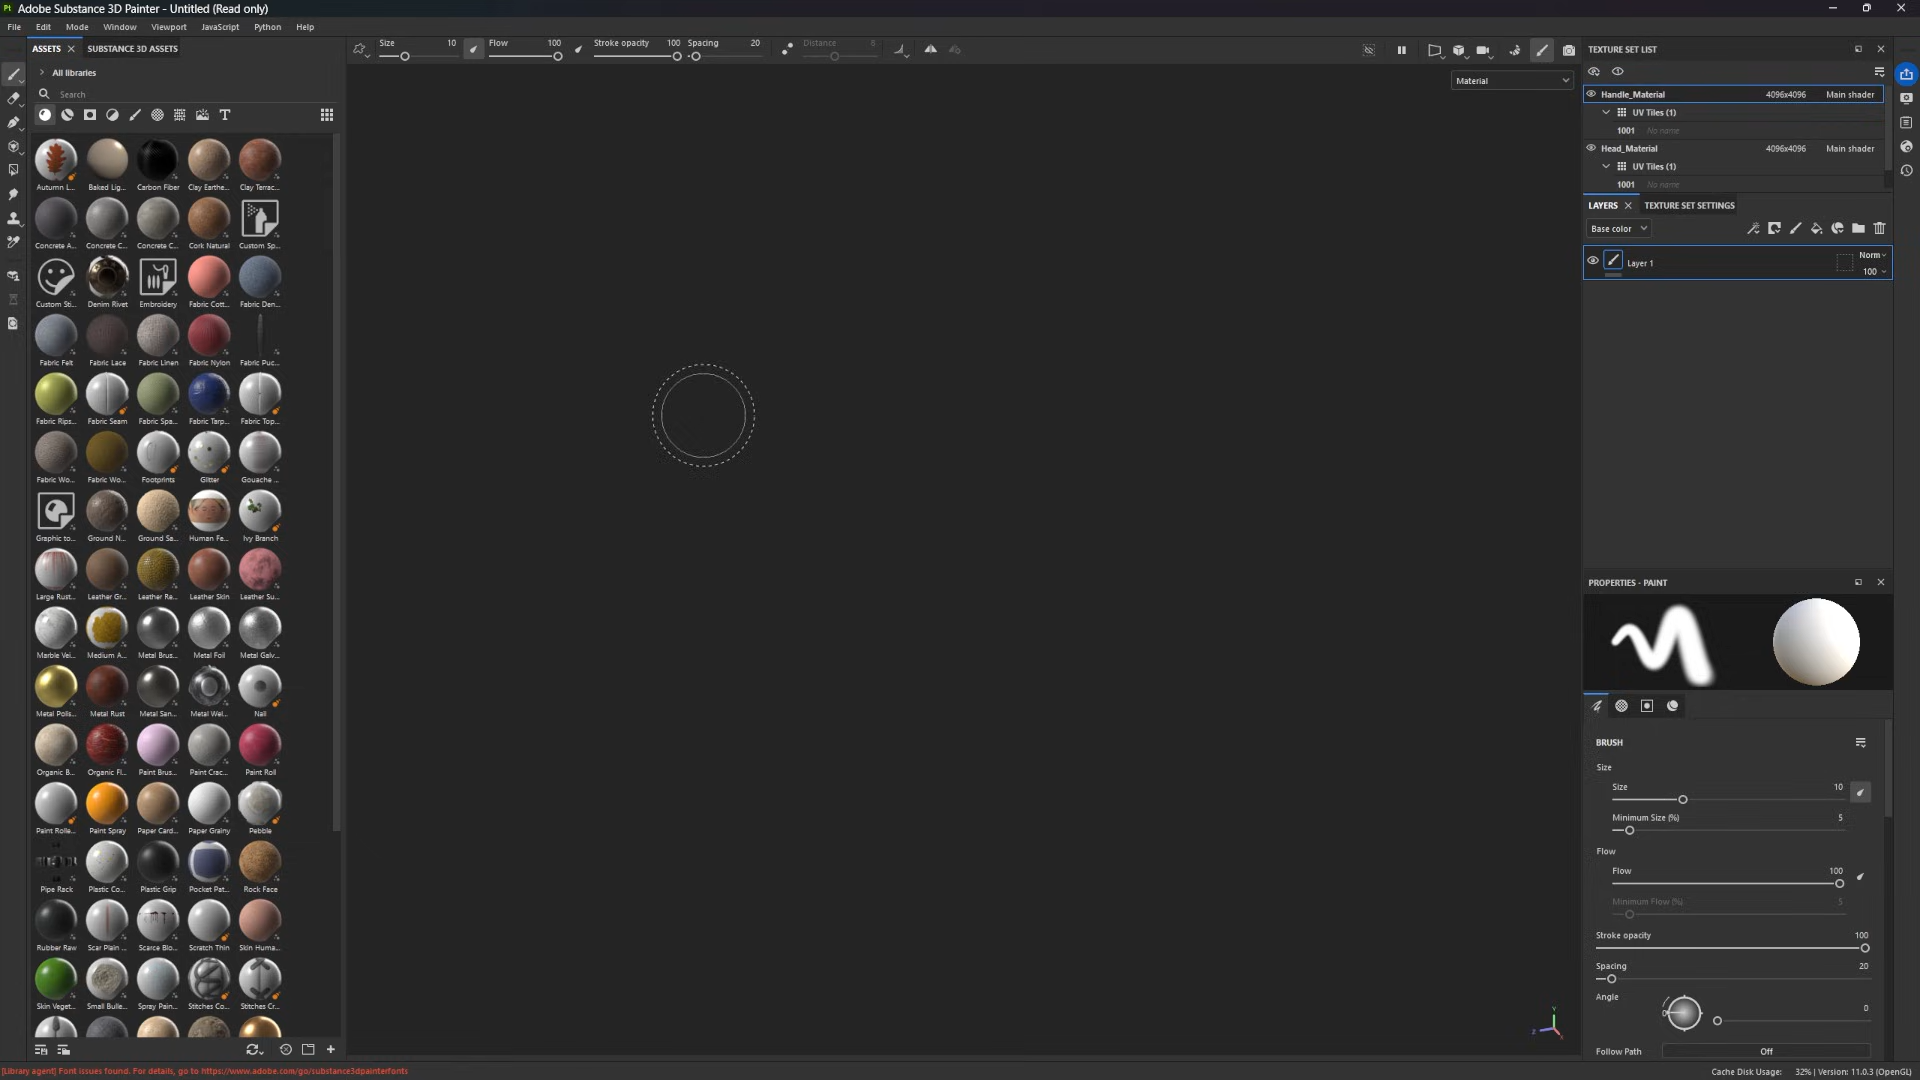 Adobe Substance 3D Painter - Untitled (Read only)
File Edit Mode Window Viewport JavaScript Python Help
ASSETS SUBSTANCE 3D ASSETS
Size 10 Flow 100 Stroke opacity 100 Spacing 20 Distance 5
All libraries
Search
Material
Autumn L... Baked Lig... Carbon Fiber Clay Earthe... Clay Terrac...
Concrete A... Concrete C... Concrete C... Cork Natural Custom Sp...
Custom Sti... Denim Rivet Embroidery Fabric Cott... Fabric Den...
Fabric Felt Fabric Lace Fabric Linen Fabric Nylon Fabric Puc...
Fabric Rips... Fabric Seam Fabric Spa... Fabric Tarp... Fabric Top...
Fabric Wo... Fabric Wo... Footprints Glitter Gouache ...
Graphic to... Ground N... Ground Sa... Human Fe... Ivy Branch
Large Rust... Leather Gr... Leather Re... Leather Skin Leather Su...
Marble Vei... Medium A... Metal Brus... Metal Foil Metal Galv...
Metal Polis... Metal Rust Metal San... Metal Wel... Nail
Organic B... Organic Fl... Paint Brus... Paint Crac... Paint Roll
Paint Rolle... Paint Spray Paper Card... Paper Grainy Pebble
Pipe Rack Plastic Co... Plastic Grip Pocket Pat... Rock Face
Rubber Raw Scar Plain ... Scarce Blo... Scratch Thin Skin Huma...
Skin Veget... Small Bulle... Spray Pain... Stitches Co... Stitches Cr...
TEXTURE SET LIST
Handle_Material 4096x4096 Main shader
UV Tiles (1)
1001 No name
Head_Material 4096x4096 Main shader
UV Tiles (1)
1001 No name
LAYERS TEXTURE SET SETTINGS
Base color
Layer 1 Norm 100
PROPERTIES - PAINT
BRUSH
Size
Size 10
Minimum Size (%) 5
Flow
Flow 100
Minimum Flow (%) 5
Stroke opacity 100
Spacing 20
Angle 0
Follow Path Off
Y
Z
X
[Library agent] Font issues found. For details, go to https://www.adobe.com/go/substance3dpainterfonts
Cache Disk Usage: 32% | Version: 11.0.3 (OpenGL)